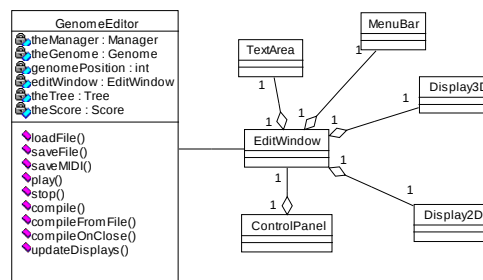 GenomeEditor
theManager : Manager
theGenome : Genome
genomePosition : int
editWindow : EditWindow
theTree : Tree
theScore : Score
loadFile()
saveFile()
saveMIDI()
play()
stop()
compile()
compileFromFile()
compileOnClose()
updateDisplays()
MenuBar
1
TextArea
1
Display3D
1
1
1
1
EditWindow
1
1
1
1
ControlPanel
Display2D